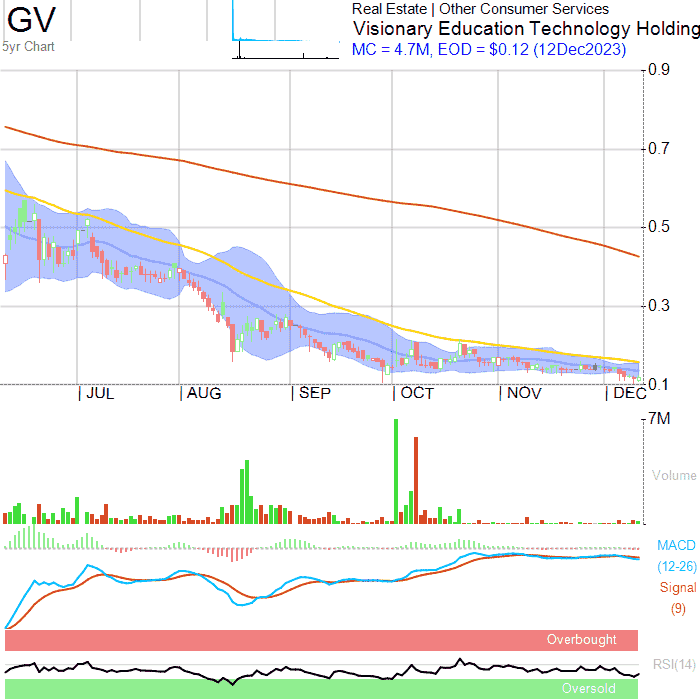 GV
5yr Chart
Real Estate | Other Consumer Services
Visionary Education Technology Holding
MC = 4.7M, EOD = $0.12 (12Dec2023)
0.9
0.7
0.5
0.3
0.1
| JUL | AUG | SEP | OCT | NOV | DEC
7M
Volume
MACD
(12-26)
Signal
(9)
Overbought
RSI(14)
Oversold